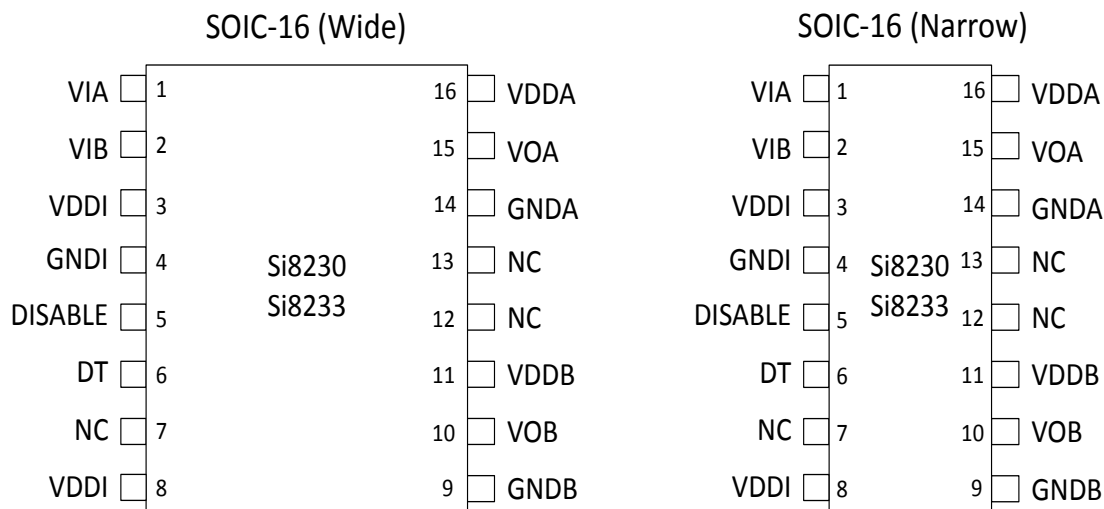 SOIC-16 (Wide)
VIA 1 16 VDDA
VIB 2 15 VOA
VDDI 3 14 GNDA
GNDI 4 Si8230 13 NC
DISABLE 5 Si8233 12 NC
DT 6 11 VDDB
NC 7 10 VOB
VDDI 8 9 GNDB
SOIC-16 (Narrow)
VIA 1 16 VDDA
VIB 2 15 VOA
VDDI 3 14 GNDA
GNDI 4 Si8230 13 NC
DISABLE 5 Si8233 12 NC
DT 6 11 VDDB
NC 7 10 VOB
VDDI 8 9 GNDB